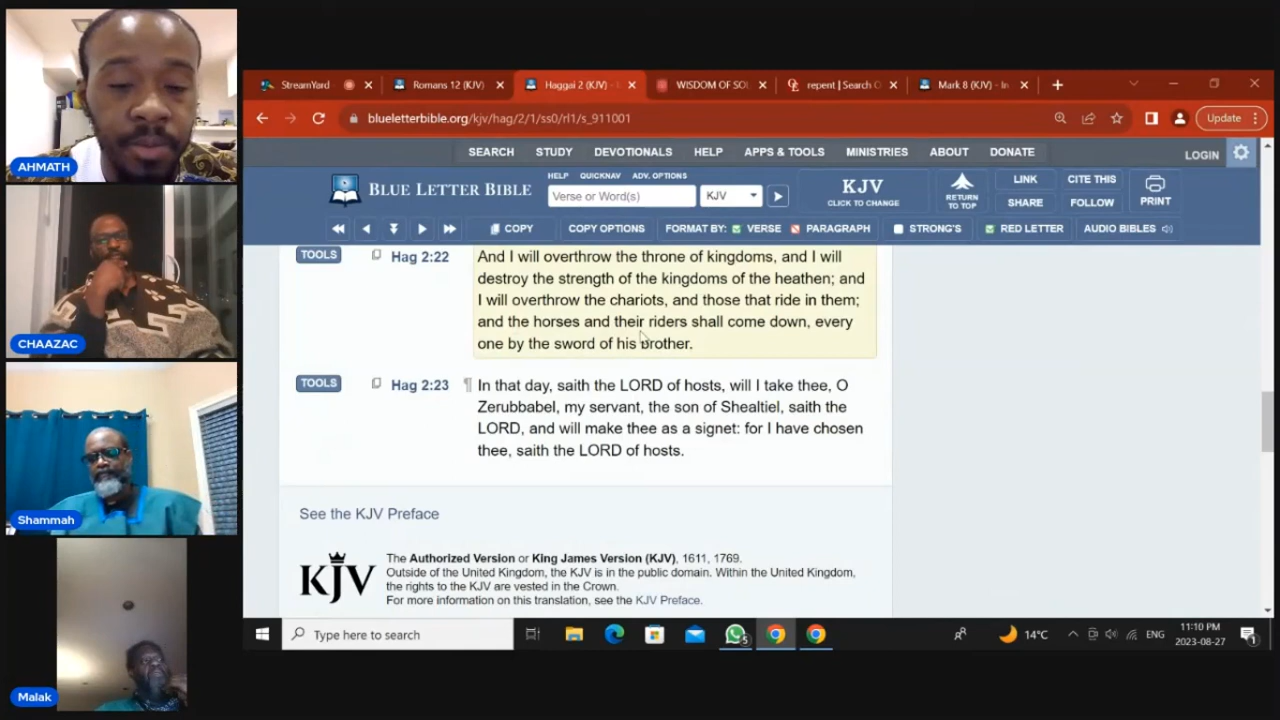 AHMATH
CHAAZAC
Shammah
Malak
StreamYard
Romans 12 (KJV)
Haggai 2 (KJV) -
WISDOM OF SOL
repent | Search O
Mark 8 (KJV) - In
blueletterbible.org/kjv/hag/2/1/ss0/rl1/s_911001
Update
SEARCH STUDY DEVOTIONALS HELP APPS & TOOLS MINISTRIES ABOUT DONATE
LOGIN
BLUE LETTER BIBLE
HELP QUICKNAV ADV. OPTIONS
Verse or Word(s)
KJV
KJV
CLICK TO CHANGE
RETURN
TO TOP
LINK
SHARE
CITE THIS
FOLLOW
PRINT
COPY COPY OPTIONS FORMAT BY: VERSE PARAGRAPH STRONG'S RED LETTER AUDIO BIBLES
TOOLS Hag 2:22
And I will overthrow the throne of kingdoms, and I will
destroy the strength of the kingdoms of the heathen; and
I will overthrow the chariots, and those that ride in them;
and the horses and their riders shall come down, every
one by the sword of his brother.
TOOLS Hag 2:23
¶ In that day, saith the LORD of hosts, will I take thee, O
Zerubbabel, my servant, the son of Shealtiel, saith the
LORD, and will make thee as a signet: for I have chosen
thee, saith the LORD of hosts.
See the KJV Preface
KJV
The Authorized Version or King James Version (KJV), 1611, 1769.
Outside of the United Kingdom, the KJV is in the public domain. Within the United Kingdom,
the rights to the KJV are vested in the Crown.
For more information on this translation, see the KJV Preface.
Type here to search
5
14°C
ENG
11:10 PM
2023-08-27
1